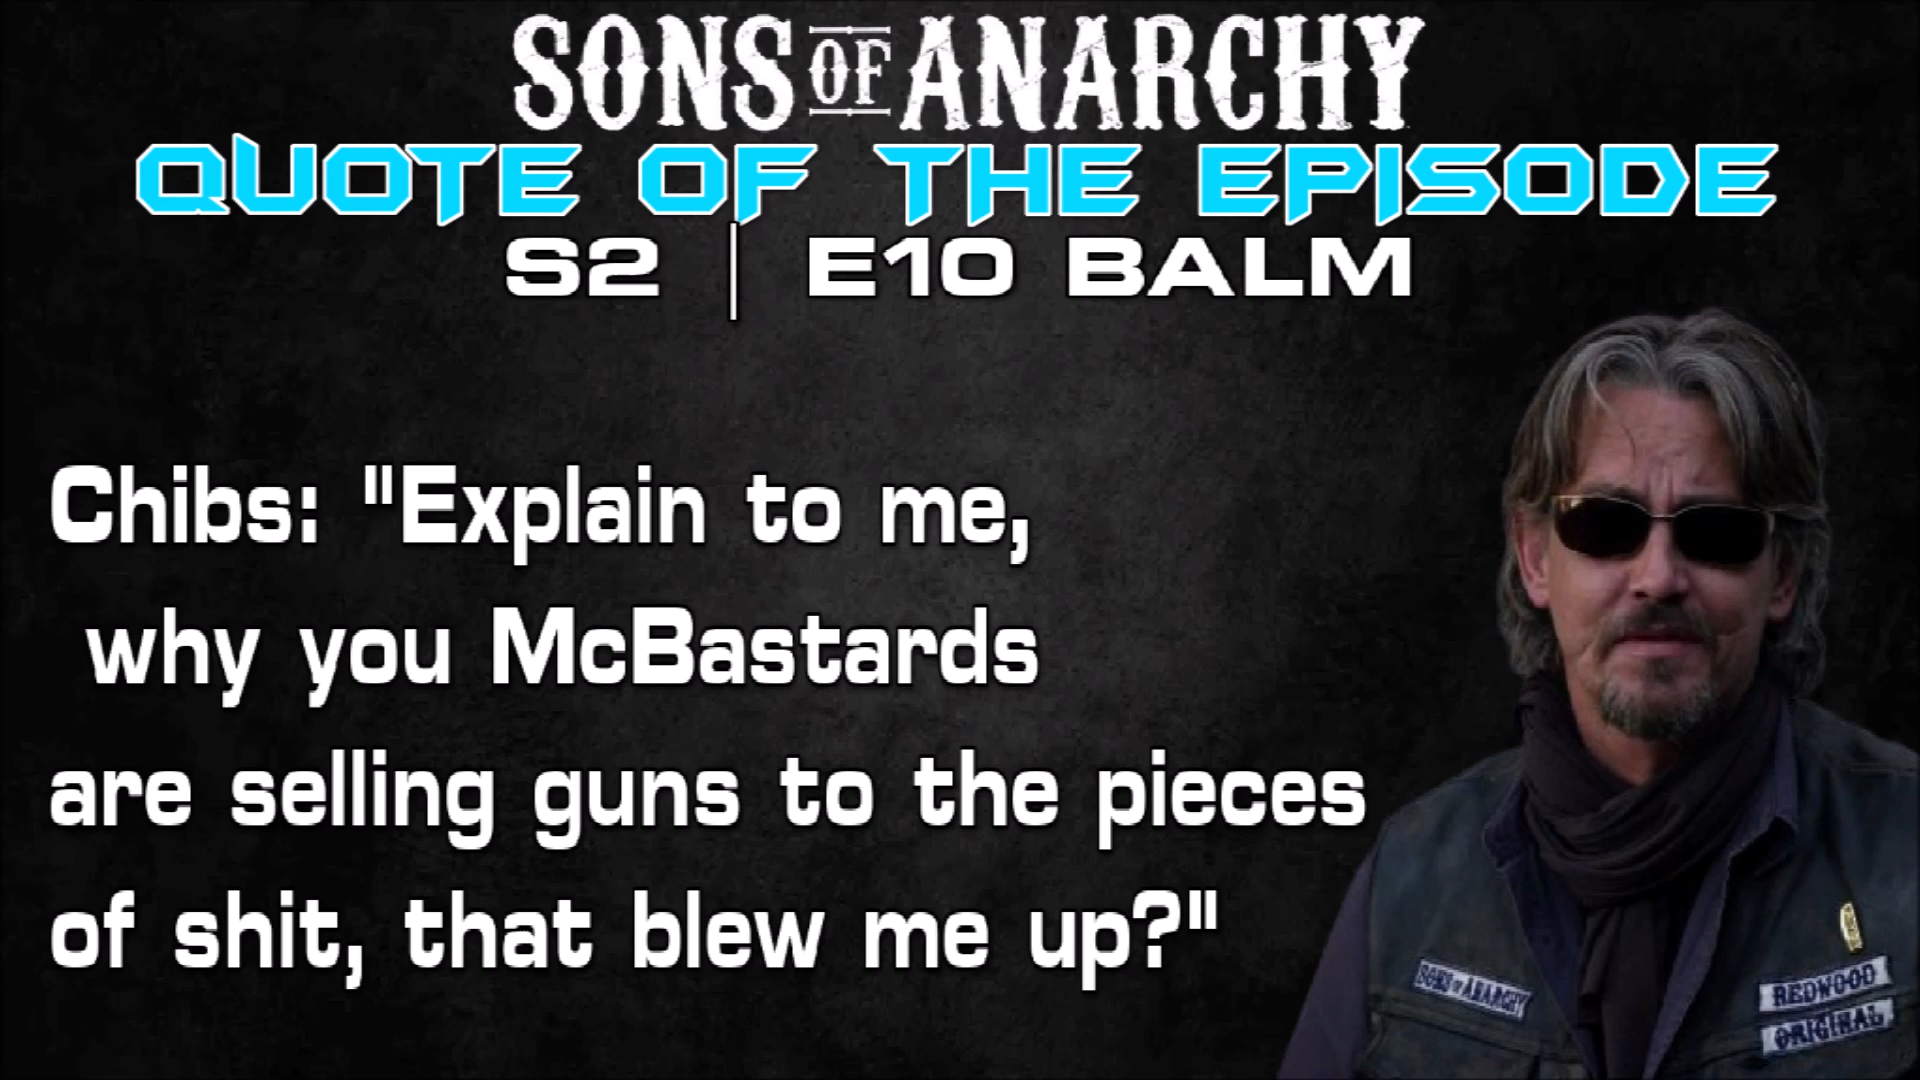 SONS OF ANARCHY
QUOTE OF THE EPISODE
S2 | E10 BALM
Chibs: "Explain to me,
why you McBastards
are selling guns to the pieces
of shit, that blew me up?"
SONS OF ANARCHY
REDWOOD
ORIGINAL